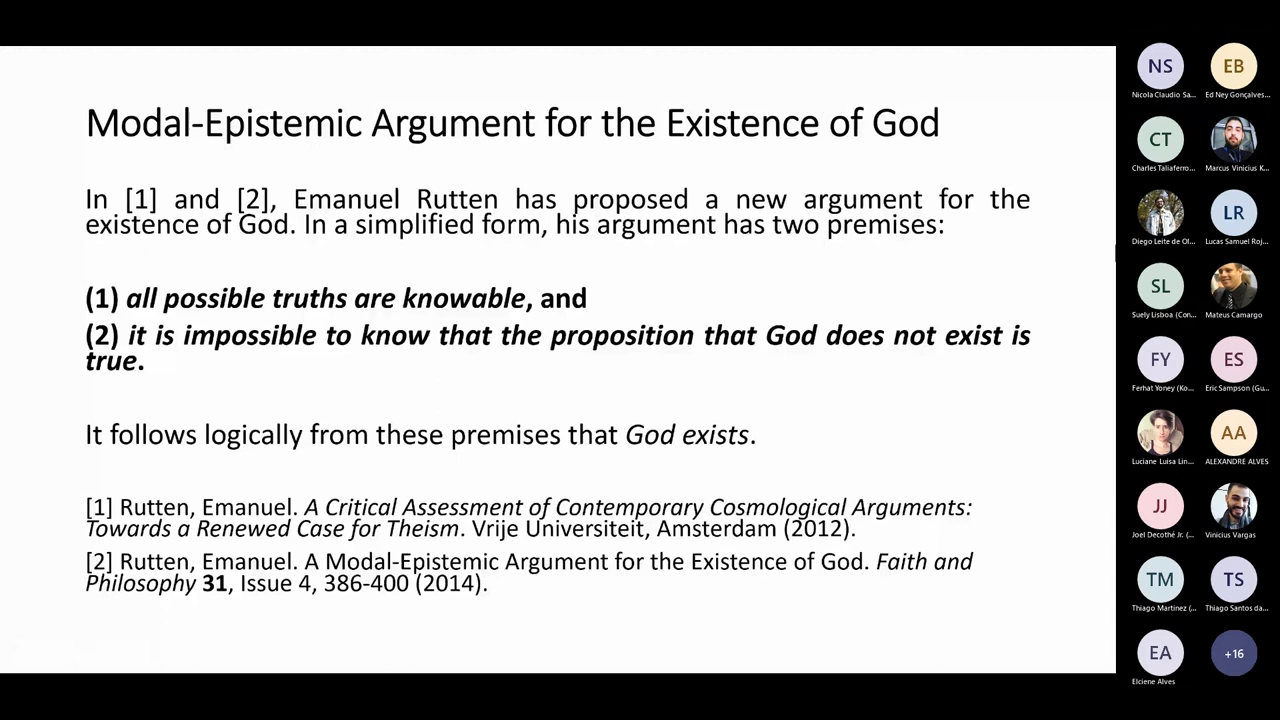 Modal-Epistemic Argument for the Existence of God
In [1] and [2], Emanuel Rutten has proposed a new argument for the
existence of God. In a simplified form, his argument has two premises:
(1) all possible truths are knowable, and
(2) it is impossible to know that the proposition that God does not exist is
true.
It follows logically from these premises that God exists.
[1] Rutten, Emanuel. A Critical Assessment of Contemporary Cosmological Arguments:
Towards a Renewed Case for Theism. Vrije Universiteit, Amsterdam (2012).
[2] Rutten, Emanuel. A Modal-Epistemic Argument for the Existence of God. Faith and
Philosophy 31, Issue 4, 386-400 (2014).
NS
EB
Nicola Claudio Sa...
Ed Ney Gonçalves...
CT
Charles Taliaferro...
Marcus Vinicius K...
LR
Diego Leite de Ol...
Lucas Samuel Roj...
SL
Suely Lisboa (Con...
Mateus Camargo
FY
ES
Ferhat Yoney (Ko...
Eric Sampson (Gu...
AA
Luciane Luisa Lin...
ALEXANDRE ALVES
JJ
Joel Decothé Jr. (...
Vinicius Vargas
TM
TS
Thiago Martinez (...
Thiago Santos da...
EA
+16
Elciene Alves